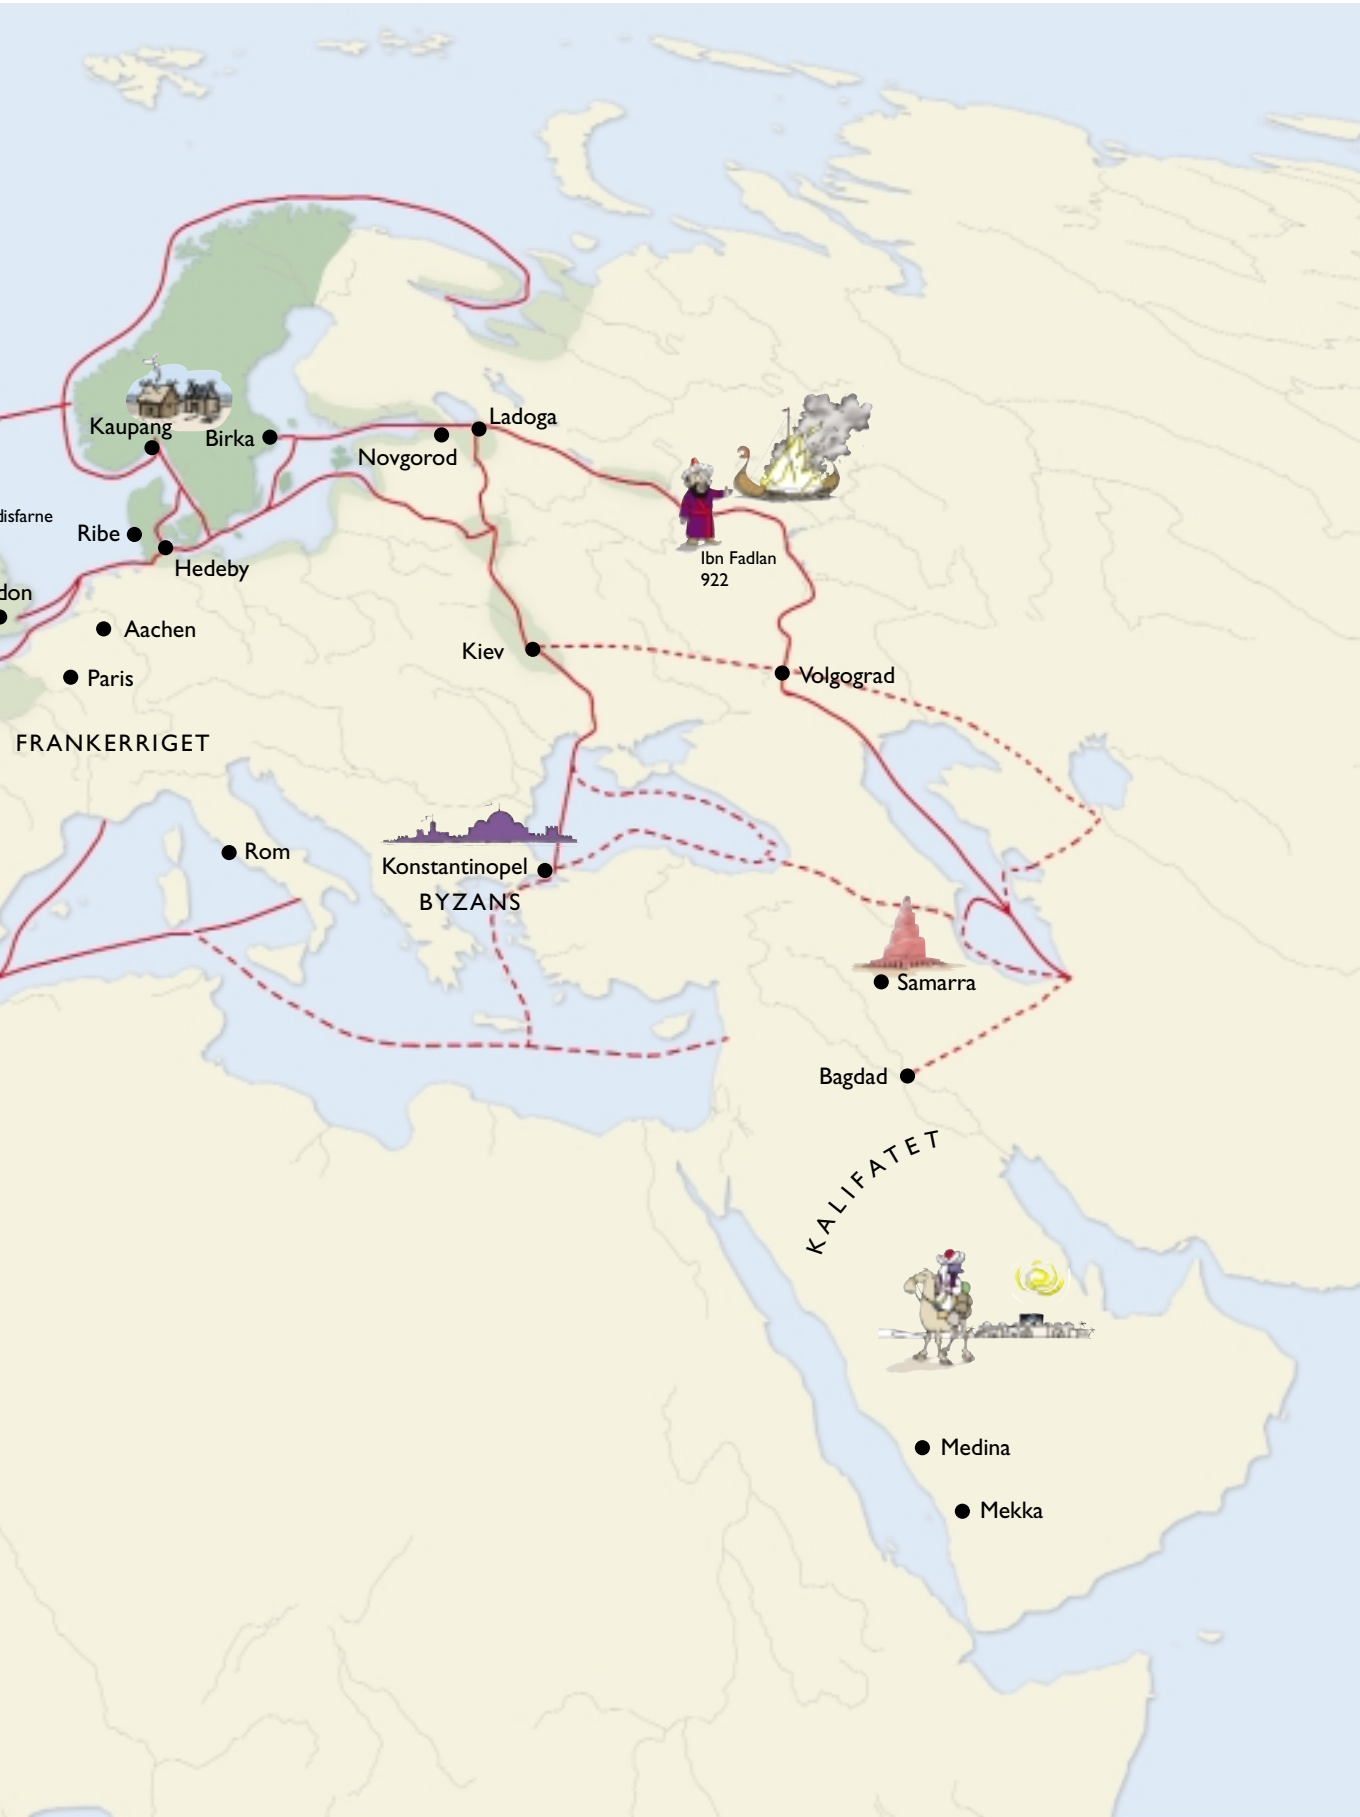 Ladoga
Kaupang
Birka
Novgorod
disfarne
Ribe
Ibn Fadlan
922
Hedeby
don
Aachen
Kiev
Volgograd
Paris
FRANKERRIGET
Rom
Konstantinopel
BYZANS
Samarra
Bagdad
KALIFATET
Medina
Mekka